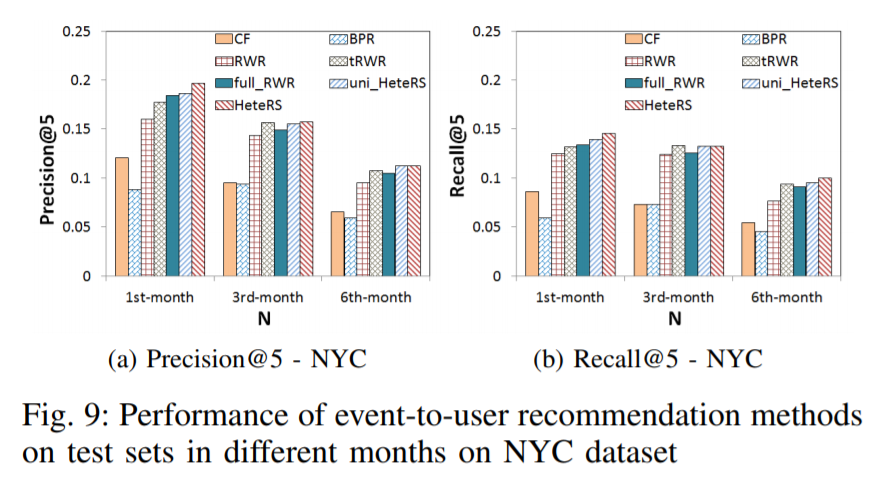 0.25
0.2
0.15
0.1
0.05
0
Precision@5
CF
BPR
RWR
tRWR
full_RWR
uni_HeteRS
HeteRS
1st-month
3rd-month
6th-month
N
(a) Precision@5 - NYC
0.25
0.2
0.15
0.1
0.05
0
Recall@5
CF
BPR
RWR
tRWR
full_RWR
uni_HeteRS
HeteRS
1st-month
3rd-month
6th-month
N
(b) Recall@5 - NYC
Fig. 9: Performance of event-to-user recommendation methods
on test sets in different months on NYC dataset